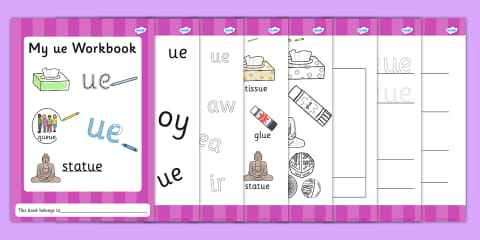 My ue Workbook
ue
queue
ue
statue
This book belongs to
ue
oy
ue
ue
aw
ea
ir
tissue
glue
statue
ue
ue